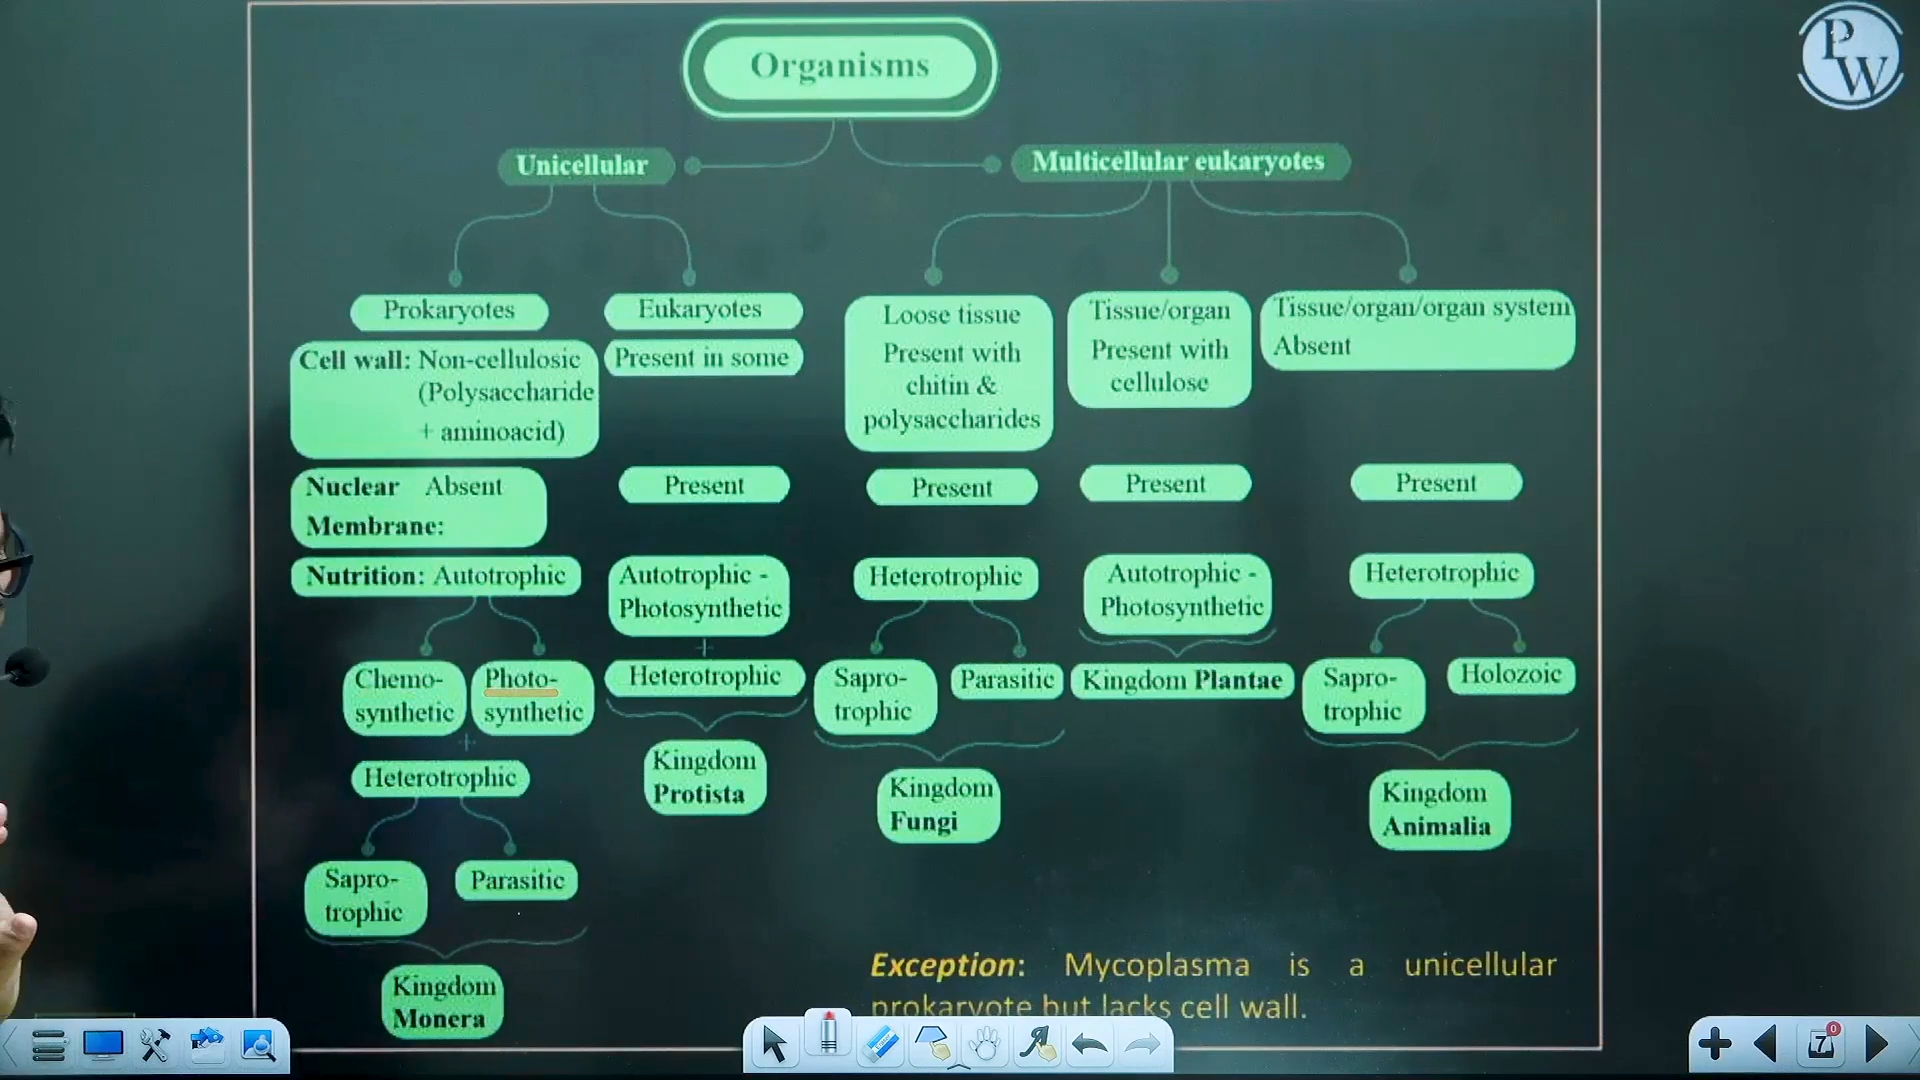 Organisms
PW
Unicellular
Multicellular eukaryotes
Prokaryotes
Eukaryotes
Loose tissue
Present with
chitin &
polysaccharides
Tissue/organ
Present with
cellulose
Tissue/organ/organ system
Absent
Cell wall: Non-cellulosic
(Polysaccharide
+ aminoacid)
Present in some
Nuclear Absent
Membrane:
Present
Present
Present
Present
Nutrition: Autotrophic
Autotrophic -
Photosynthetic
Heterotrophic
Autotrophic -
Photosynthetic
Heterotrophic
Chemo-
synthetic
Photo-
synthetic
+
Heterotrophic
Sapro-
trophic
Parasitic
Kingdom Plantae
Sapro-
trophic
Holozoic
+
Heterotrophic
Kingdom
Protista
Kingdom
Fungi
Kingdom
Animalia
Sapro-
trophic
Parasitic
Kingdom
Monera
Exception: Mycoplasma is a unicellular
prokaryote but lacks cell wall.
7
0